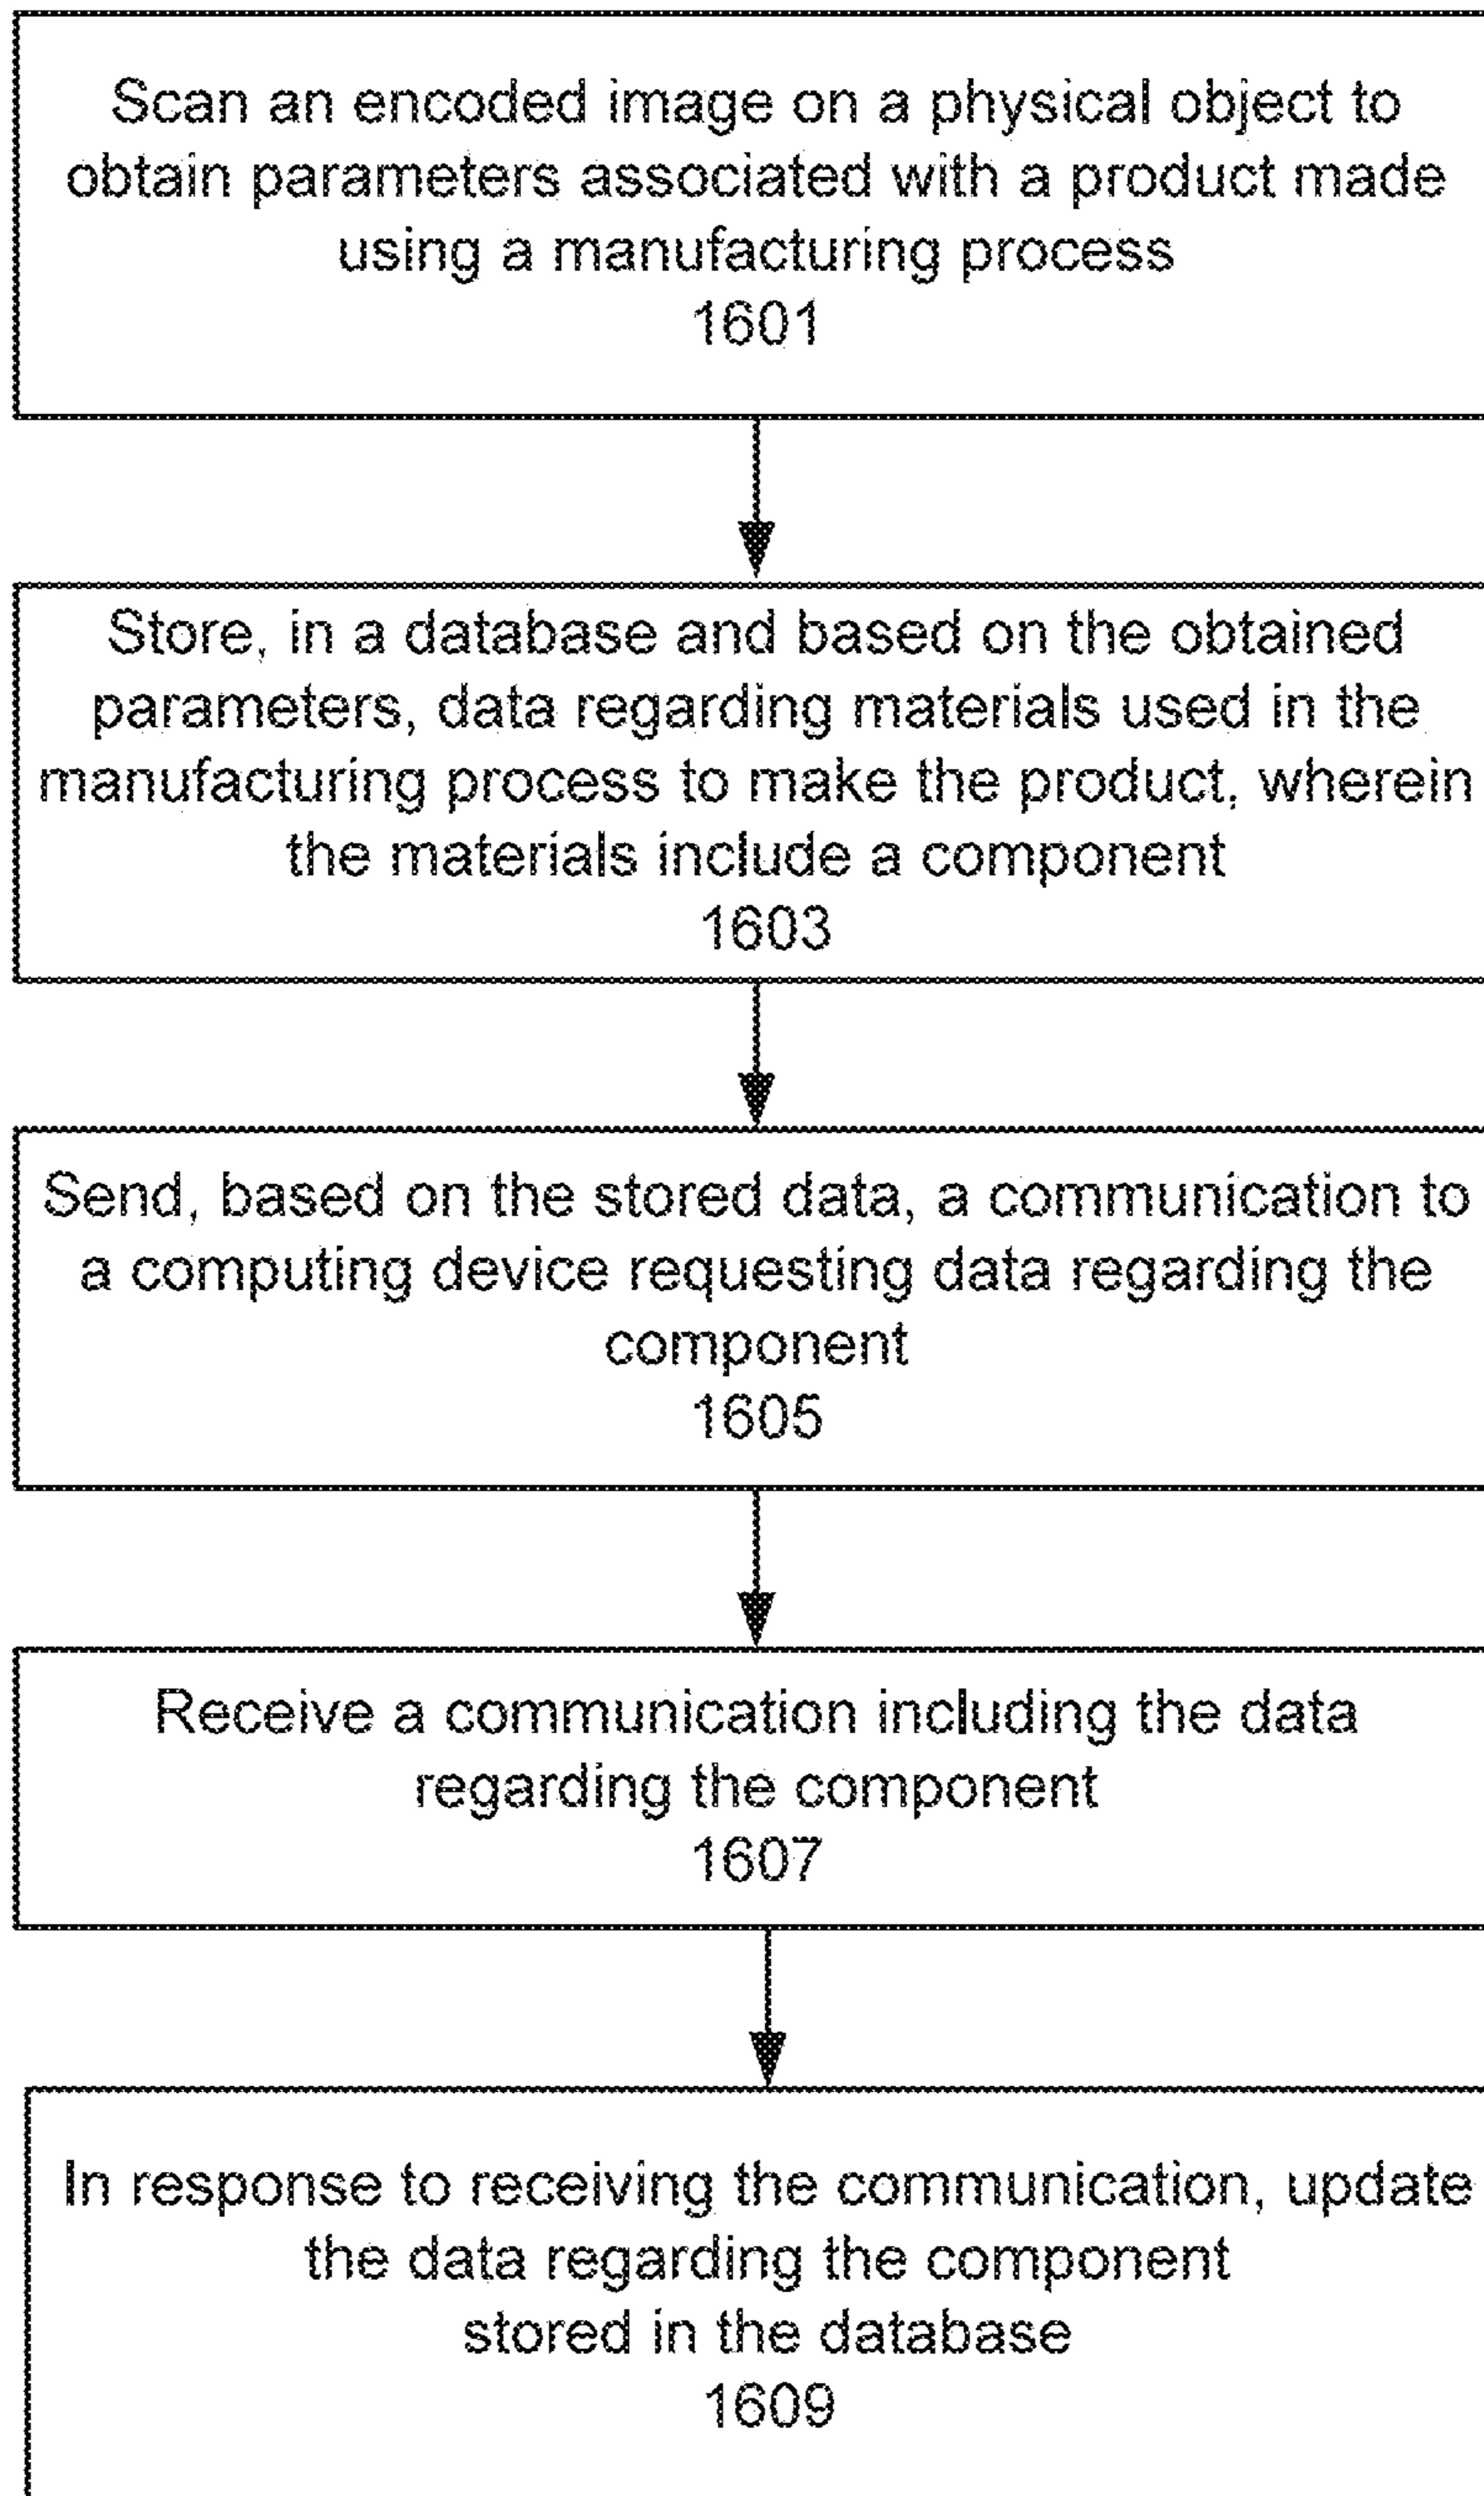 Scan an encoded image on a physical object to
obtain parameters associated with a product made
using a manufacturing process
1601
Store, in a database and based on the obtained
parameters, data regarding materials used in the
manufacturing process to make the product, wherein
the materials include a component
1603
Send, based on the stored data, a communication to
a computing device requesting data regarding the
component
1605
Receive a communication including the data
regarding the component
1607
In response to receiving the communication, update
the data regarding the component
stored in the database
1609